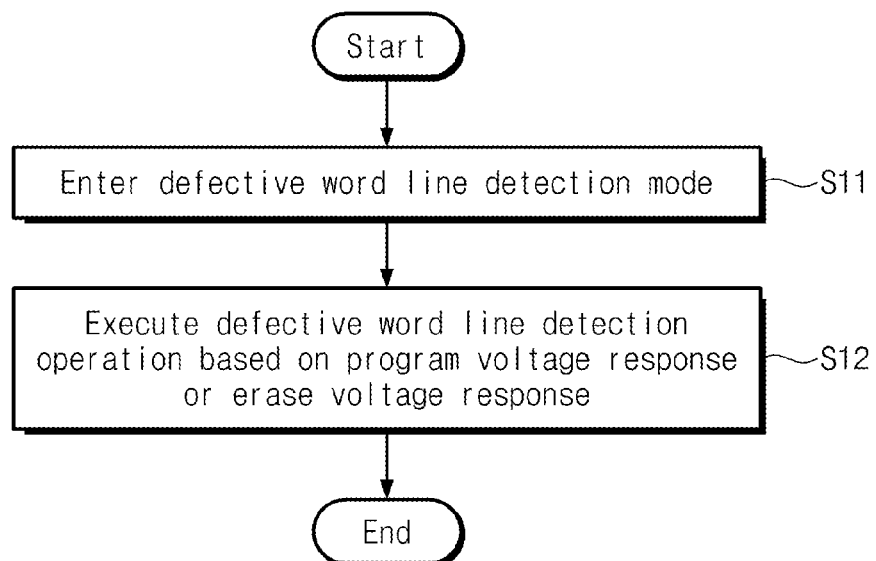 Start
Enter defective word line detection mode
S11
Execute defective word line detection
operation based on program voltage response
or erase voltage response
S12
End